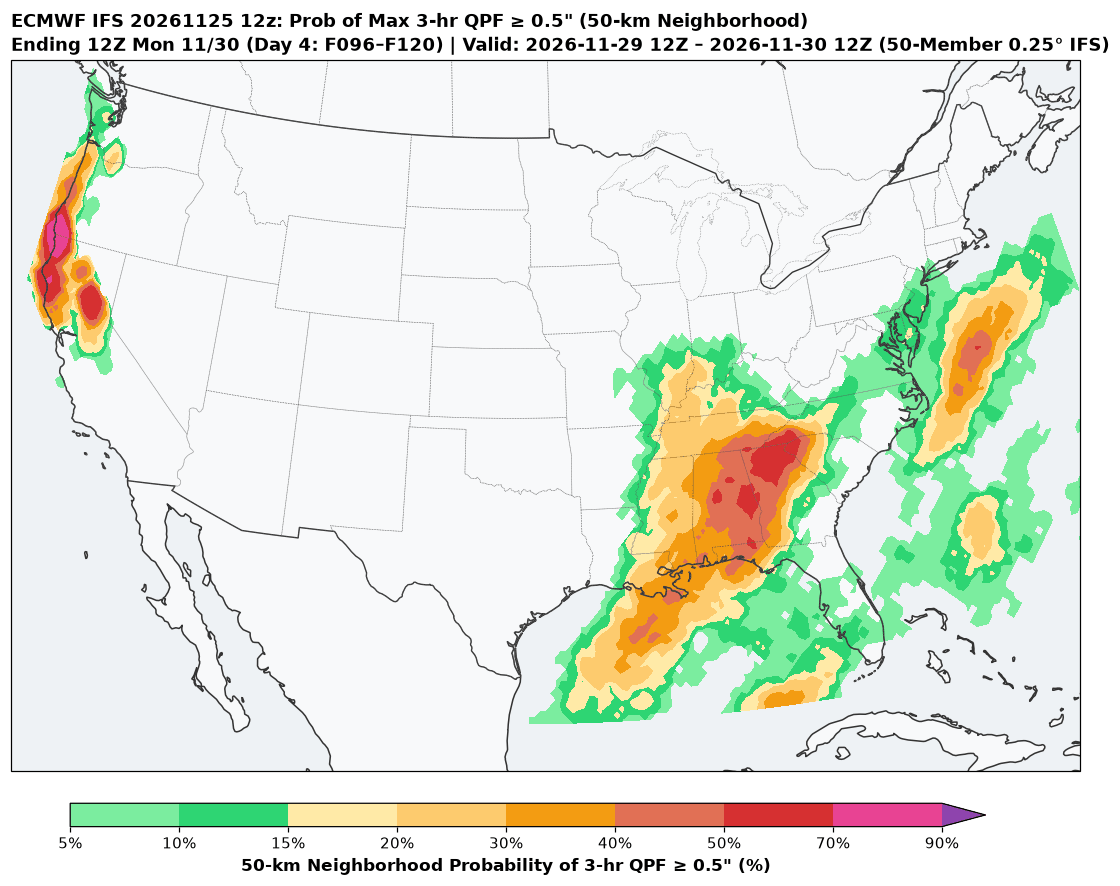 ECMWF IFS 20261125 12z: Prob of Max 3-hr QPF ≥ 0.5" (50-km Neighborhood)
Ending 12Z Mon 11/30 (Day 4: F096–F120) | Valid: 2026-11-29 12Z – 2026-11-30 12Z (50-Member 0.25° IFS)
5% 10% 15% 20% 30% 40% 50% 70% 90%
50-km Neighborhood Probability of 3-hr QPF ≥ 0.5" (%)